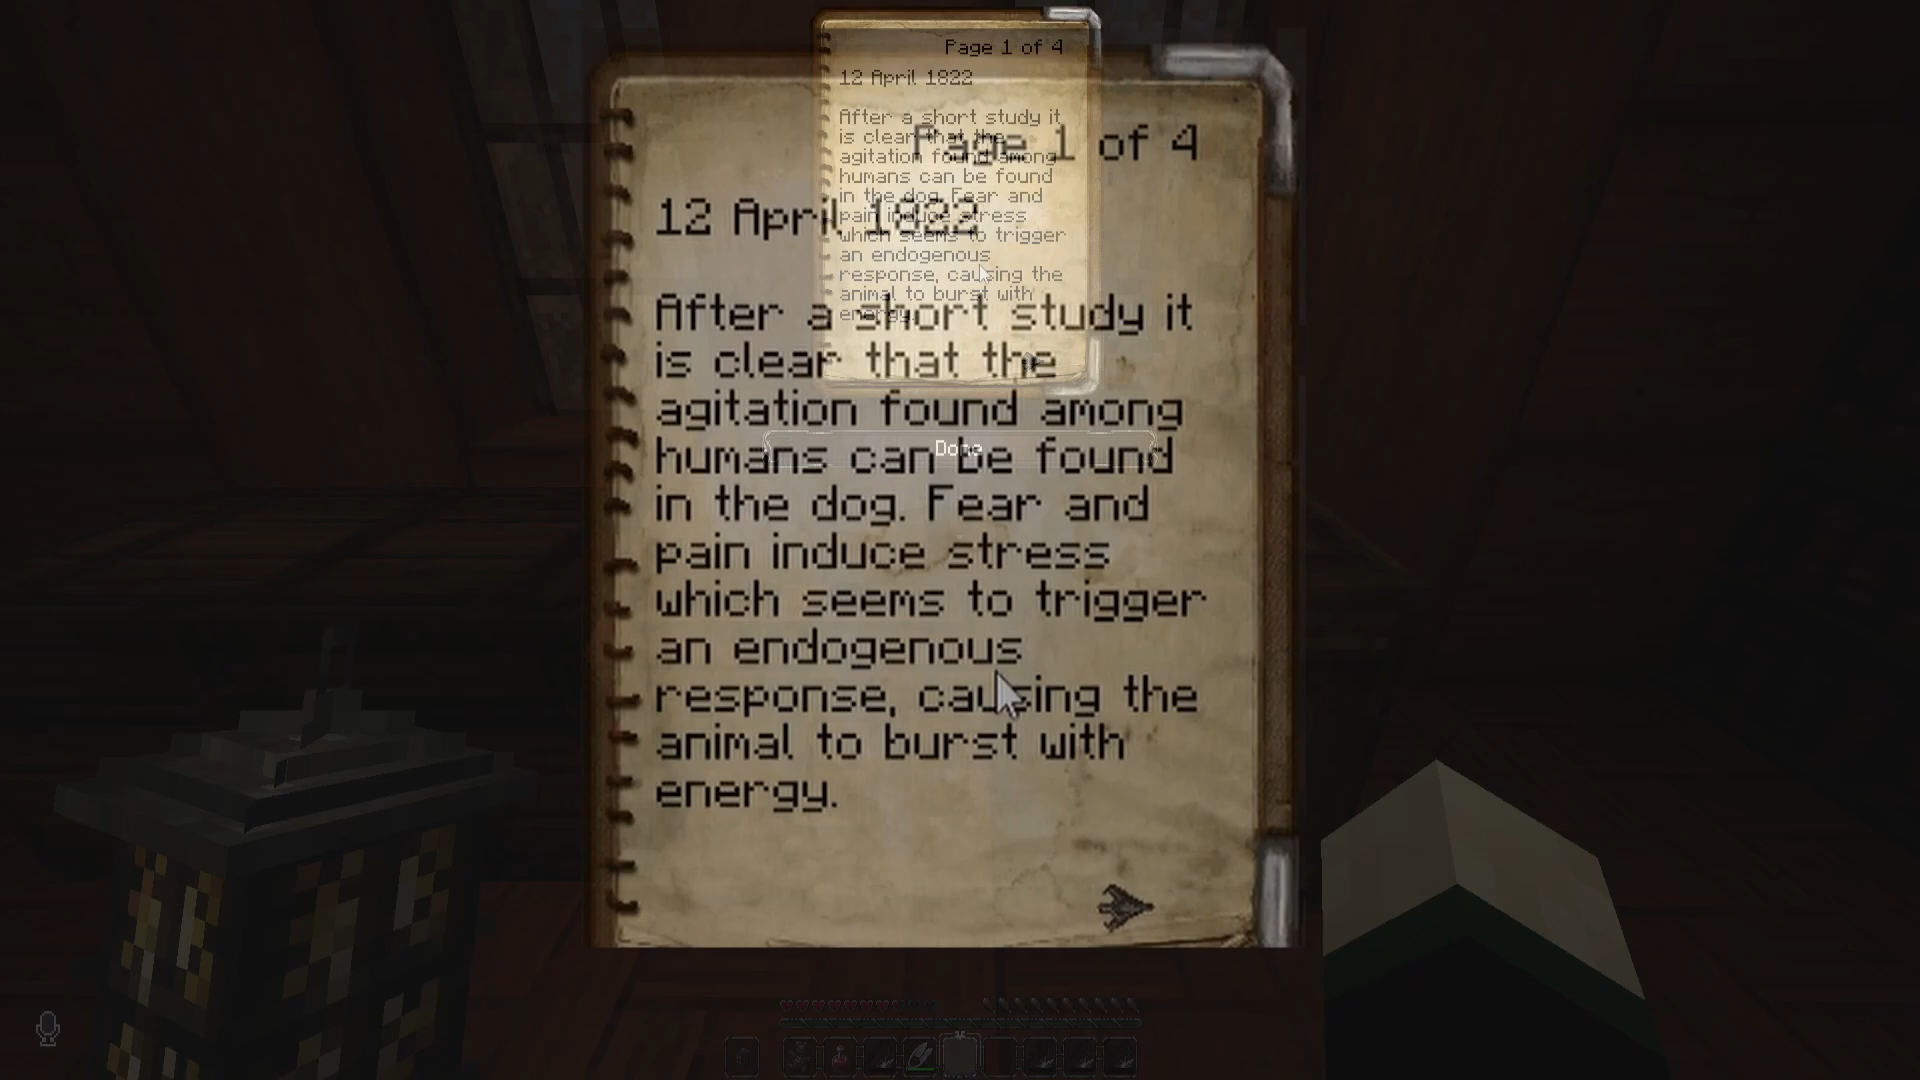 Page 1 of 4
12 April 1822
After a short study it
is clear that the
agitation found among
humans can be found
in the dog. Fear and
pain induce stress
which seems to trigger
an endogenous
response, causing the
animal to burst with
energy.
Page 1 of 4
12 April 1822
After a short study it
is clear that the
agitation found among
humans can be found
in the dog. Fear and
pain induce stress
which seems to trigger
an endogenous
response, causing the
animal to burst with
energy.
Done